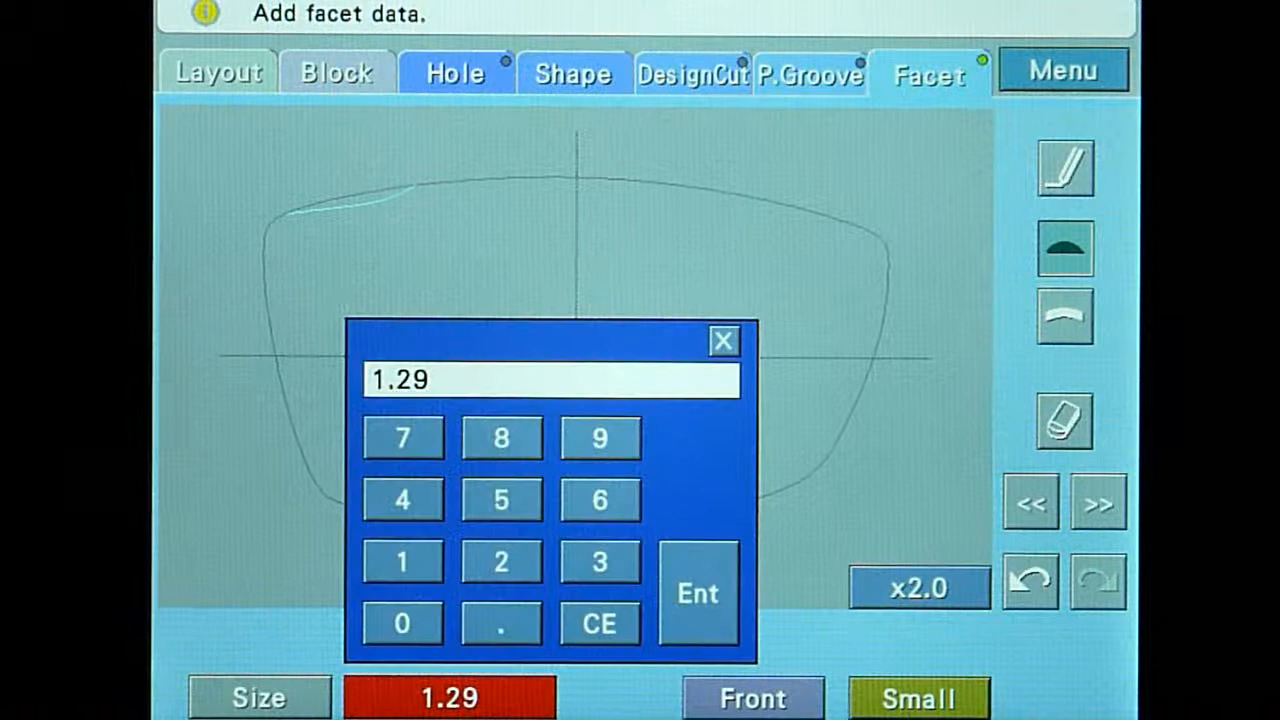 Add facet data.
Layout Block Hole Shape DesignCut P.Groove Facet Menu
X
1.29
7 8 9
4 5 6
<< >>
1 2 3
Ent
x2.0
0 . CE
Size 1.29 Front Small